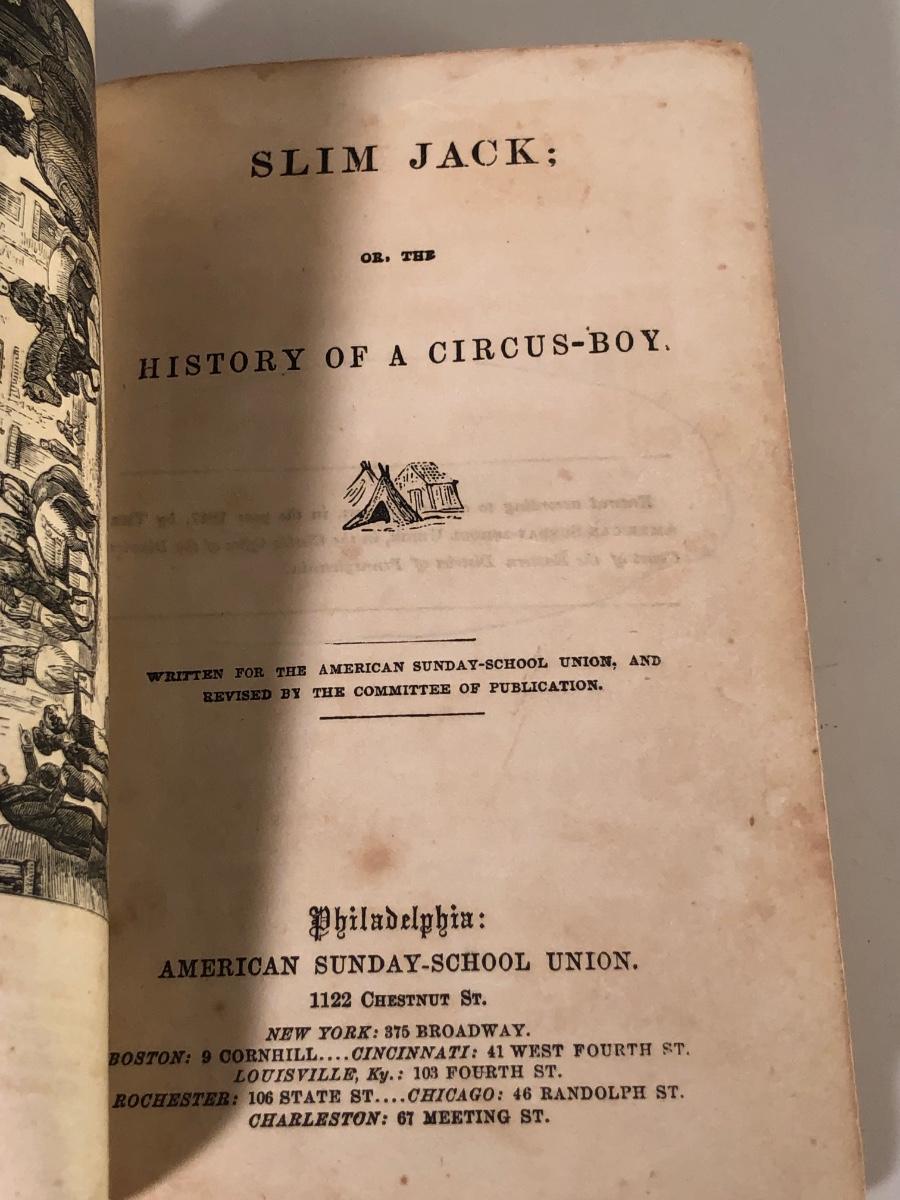 SLIM JACK;
OR, THE
HISTORY OF A CIRCUS-BOY.
WRITTEN FOR THE AMERICAN SUNDAY-SCHOOL UNION, AND
REVISED BY THE COMMITTEE OF PUBLICATION.
Philadelphia:
AMERICAN SUNDAY-SCHOOL UNION.
1122 CHESTNUT ST.
NEW YORK: 375 BROADWAY.
BOSTON: 9 CORNHILL....CINCINNATI: 41 WEST FOURTH ST.
LOUISVILLE, Ky.: 103 FOURTH ST.
ROCHESTER: 106 STATE ST....CHICAGO: 46 RANDOLPH ST.
CHARLESTON: 67 MEETING ST.